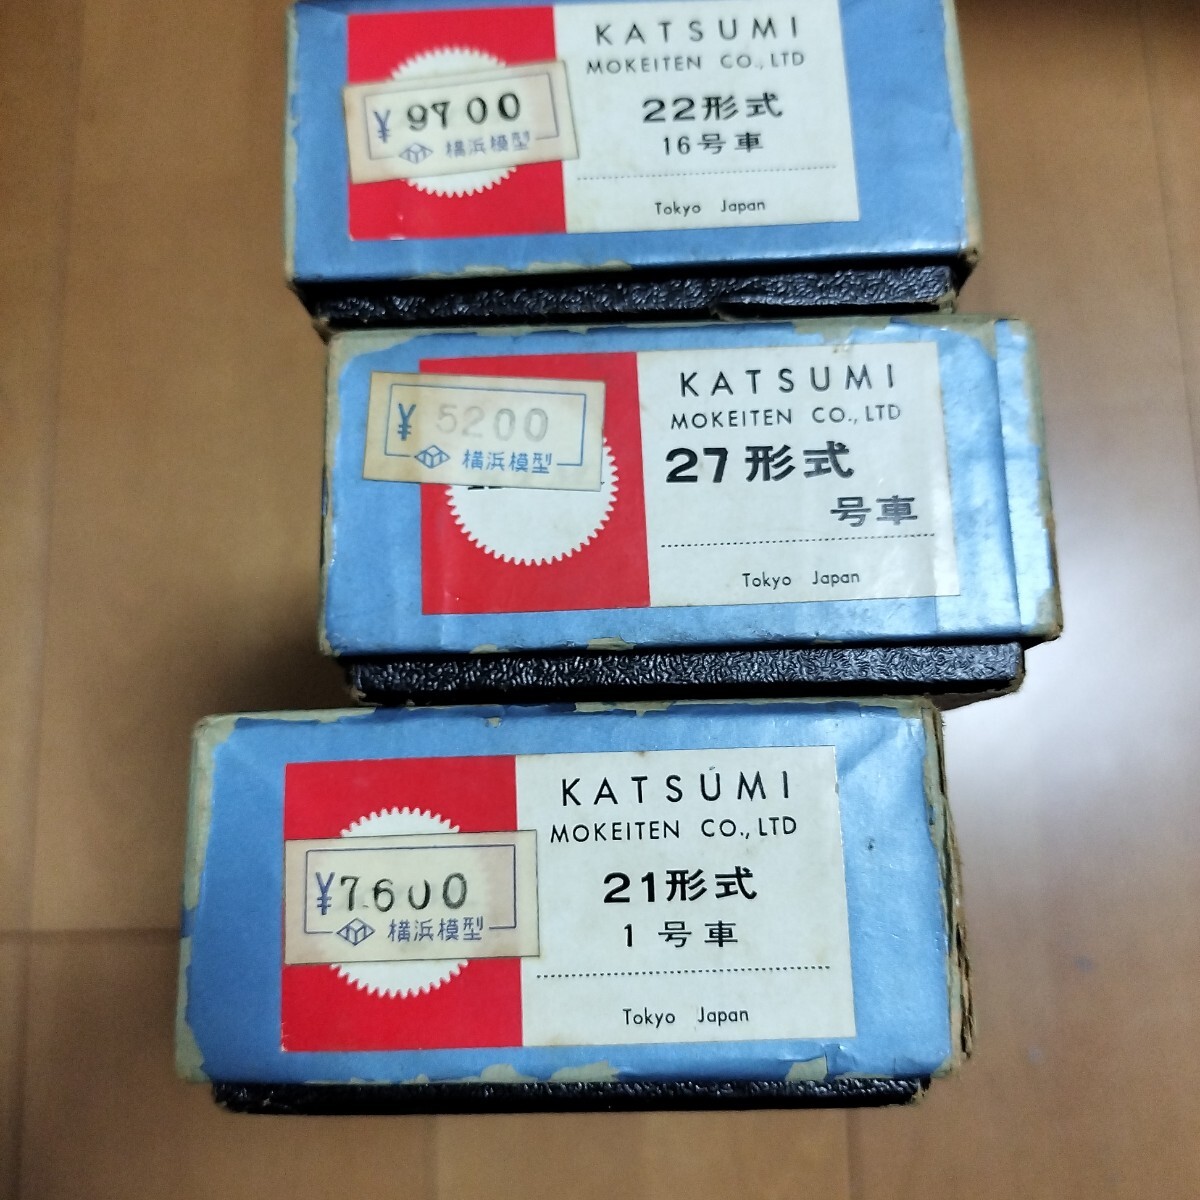 KATSUMI
MOKEITEN CO., LTD
22形式
16号車
Tokyo Japan
¥ 9700
横浜模型
KATSUMI
MOKEITEN CO., LTD
27形式
号車
Tokyo Japan
¥ 5200
横浜模型
KATSUMI
MOKEITEN CO., LTD
21形式
1号車
Tokyo Japan
¥7600
横浜模型